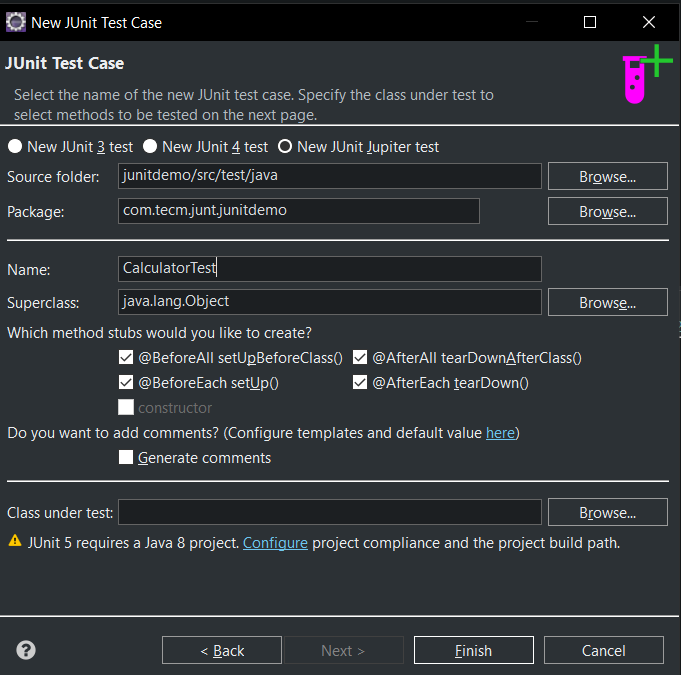 New JUnit Test Case
JUnit Test Case
Select the name of the new JUnit test case. Specify the class under test to
select methods to be tested on the next page.
New JUnit 3 test New JUnit 4 test New JUnit Jupiter test
Source folder: junitdemo/src/test/java Browse...
Package: com.tecm.junt.junitdemo Browse...
Name: CalculatorTest
Superclass: java.lang.Object Browse...
Which method stubs would you like to create?
@BeforeAll setUpBeforeClass() @AfterAll tearDownAfterClass()
@BeforeEach setUp() @AfterEach tearDown()
constructor
Do you want to add comments? (Configure templates and default value here)
Generate comments
Class under test: Browse...
JUnit 5 requires a Java 8 project. Configure project compliance and the project build path.
? < Back Next > Finish Cancel